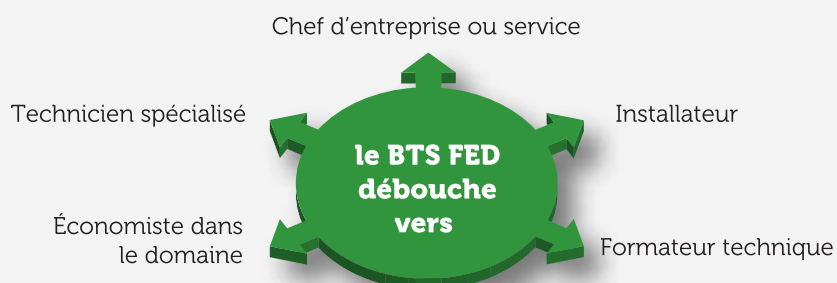 Chef d’entreprise ou service
Technicien spécialisé
Installateur
le BTS FED
débouche
vers
Économiste dans
le domaine
Formateur technique